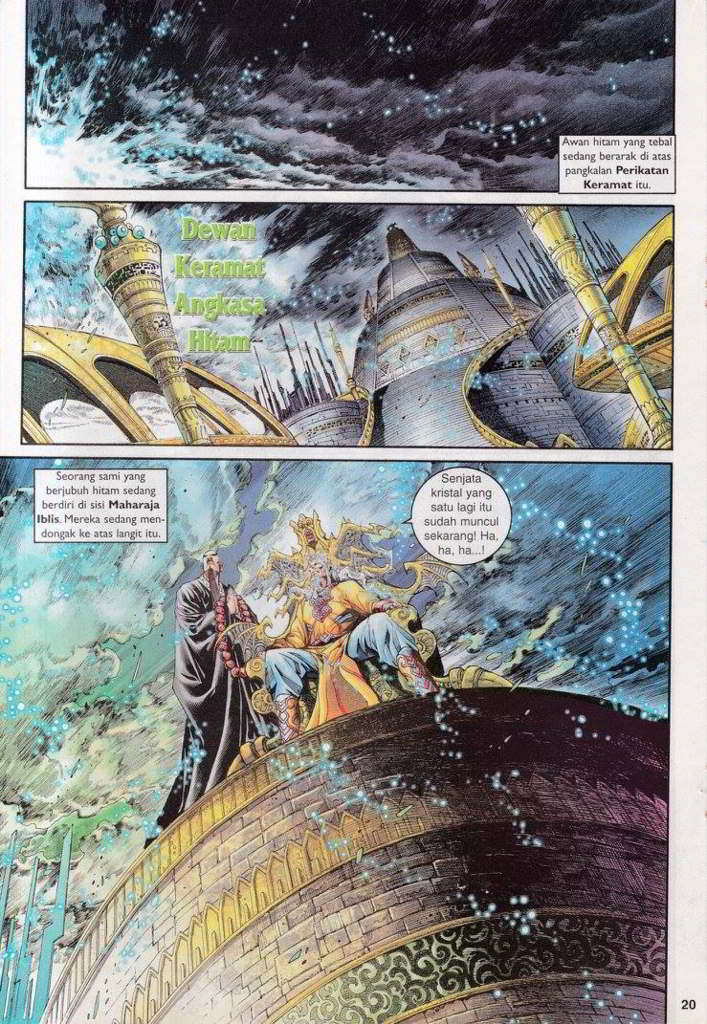 Awan hitam yang tebal
sedang berarak di atas
pangkalan Perikatan
Keramat itu.
Dewan
Keramat
Angkasa
Hitam
Seorang sami yang
berjubuh hitam sedang
berdiri di sisi Maharaja
Iblis. Mereka sedang men-
dongak ke atas langit itu.
Senjata
kristal yang
satu lagi itu
sudah muncul
sekarang! Ha,
ha, ha...!
20